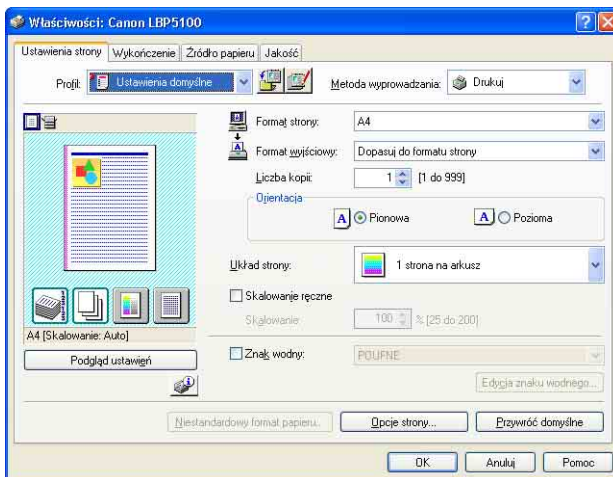 Właściwości: Canon LBP5100
Ustawienia strony Wykończenie Źródło papieru Jakość
Profil: Ustawienia domyślne Metoda wyprowadzania: Drukuj
Format strony: A4
Format wyjściowy: Dopasuj do formatu strony
Liczba kopii: 1 [1 do 999]
Orientacja
A Pionowa A Pozioma
Układ strony: 1 strona na arkusz
Skalowanie ręczne
Skalowanie: 100 % [25 do 200]
A4 [Skalowanie: Auto]
Podgląd ustawień
Znak wodny: POUFNE
Edycja znaku wodnego...
Niestandardowy format papieru... Opcje strony... Przywróć domyślne
OK Anuluj Pomoc